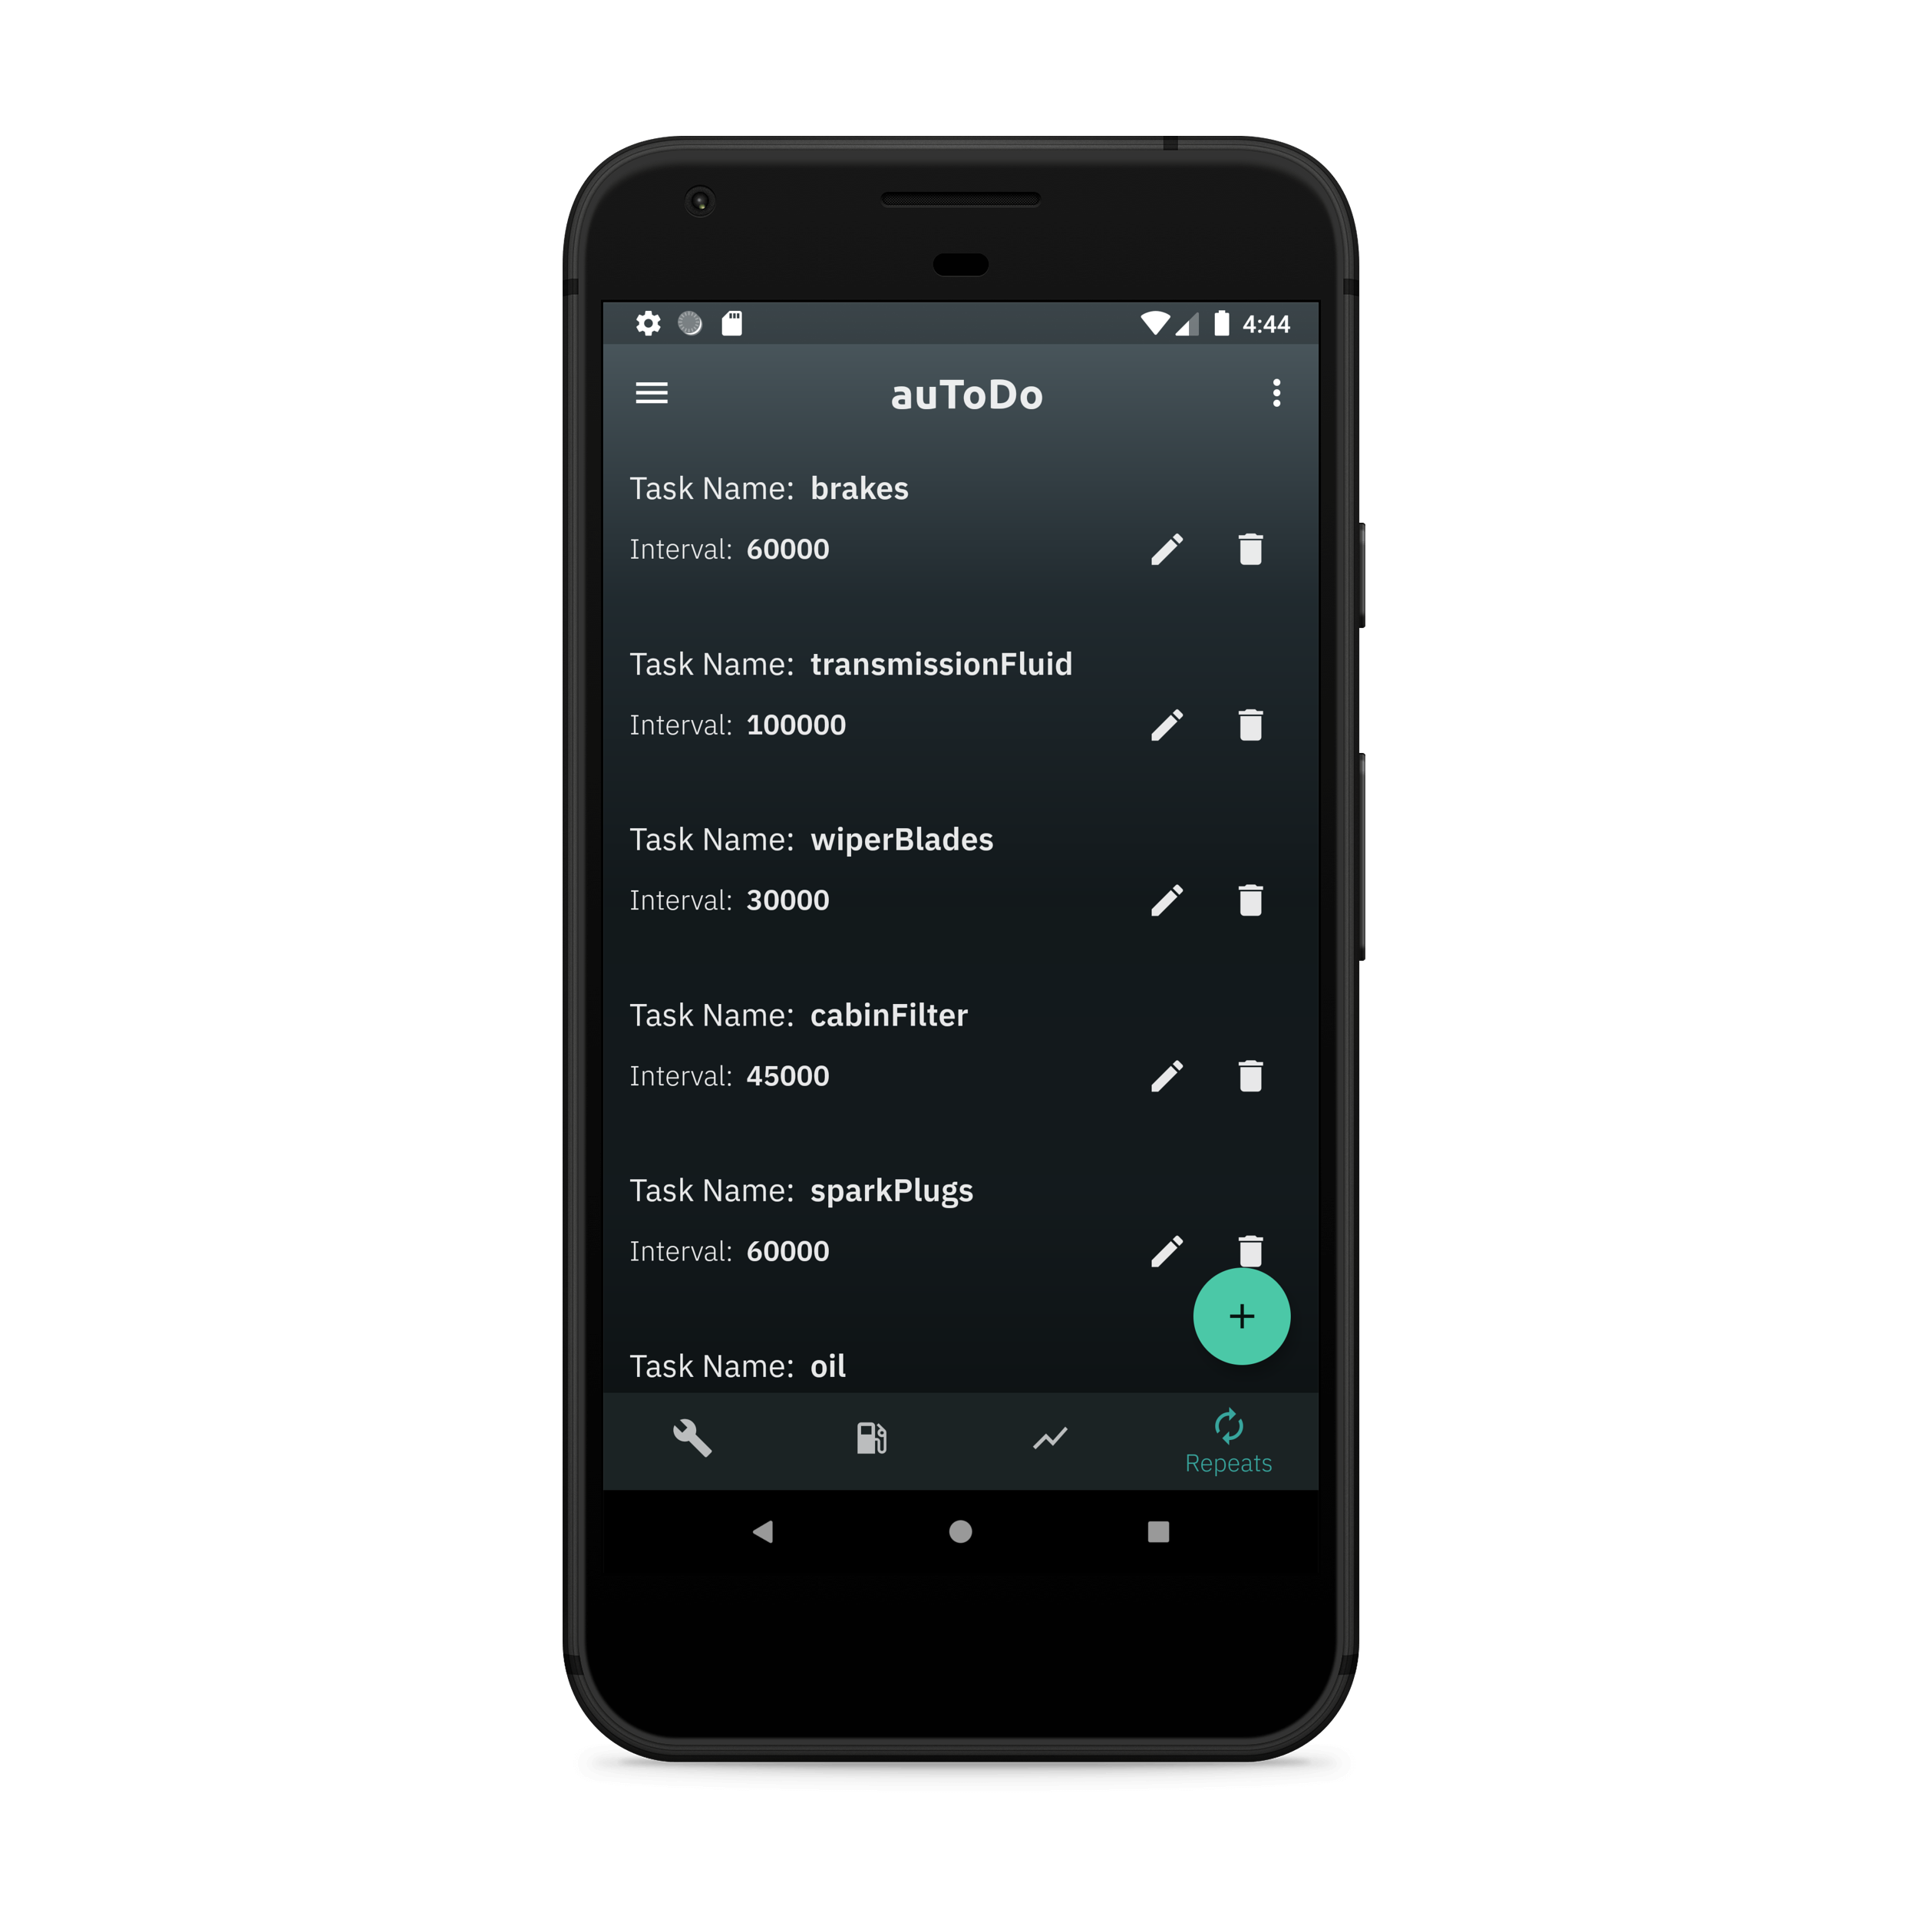 4:44
auToDo
Task Name: brakes
Interval: 60000
Task Name: transmissionFluid
Interval: 100000
Task Name: wiperBlades
Interval: 30000
Task Name: cabinFilter
Interval: 45000
Task Name: sparkPlugs
Interval: 60000
Task Name: oil
Repeats